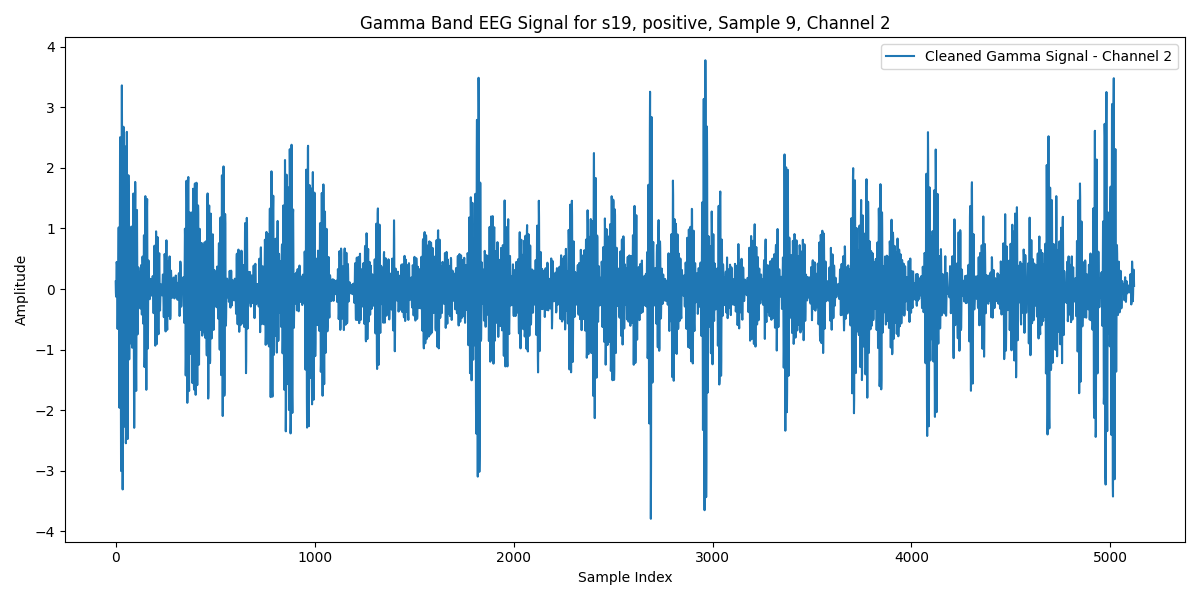 Gamma Band EEG Signal for s19, positive, Sample 9, Channel 2
Cleaned Gamma Signal - Channel 2
4
3
2
1
0
−1
−2
−3
−4
Amplitude
0 1000 2000 3000 4000 5000
Sample Index